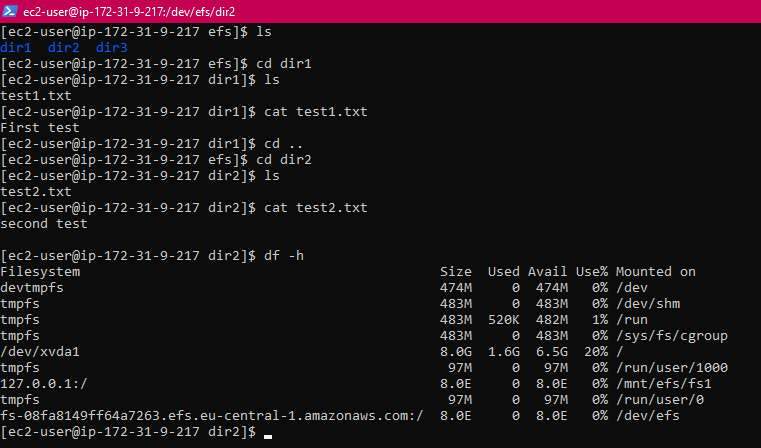 ec2-user@ip-172-31-9-217:/dev/efs/dir2
[ec2-user@ip-172-31-9-217 efs]$ ls
dir1  dir2  dir3
[ec2-user@ip-172-31-9-217 efs]$ cd dir1
[ec2-user@ip-172-31-9-217 dir1]$ ls
test1.txt
[ec2-user@ip-172-31-9-217 dir1]$ cat test1.txt
First test
[ec2-user@ip-172-31-9-217 dir1]$ cd ..
[ec2-user@ip-172-31-9-217 efs]$ cd dir2
[ec2-user@ip-172-31-9-217 dir2]$ ls
test2.txt
[ec2-user@ip-172-31-9-217 dir2]$ cat test2.txt
second test
[ec2-user@ip-172-31-9-217 dir2]$ df -h
Filesystem                                          Size  Used Avail Use% Mounted on
devtmpfs                                            474M     0  474M   0% /dev
tmpfs                                               483M     0  483M   0% /dev/shm
tmpfs                                               483M  520K  482M   1% /run
tmpfs                                               483M     0  483M   0% /sys/fs/cgroup
/dev/xvda1                                          8.0G  1.6G  6.5G  20% /
tmpfs                                                97M     0   97M   0% /run/user/1000
127.0.0.1:/                                         8.0E     0  8.0E   0% /mnt/efs/fs1
tmpfs                                                97M     0   97M   0% /run/user/0
fs-08fa8149ff64a7263.efs.eu-central-1.amazonaws.com:/  8.0E     0  8.0E   0% /dev/efs
[ec2-user@ip-172-31-9-217 dir2]$